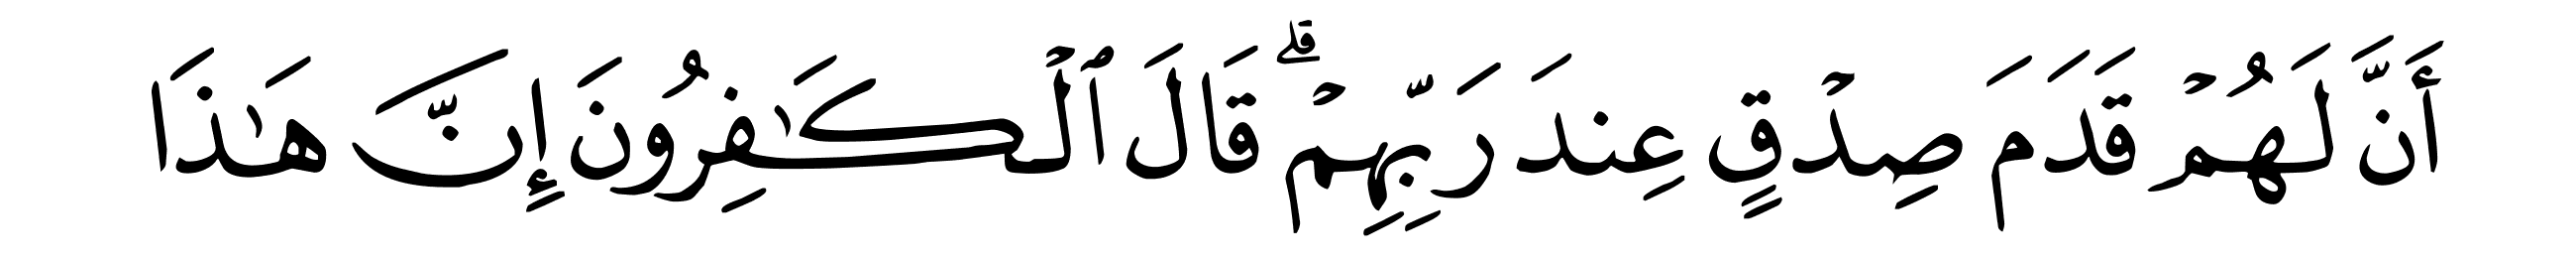 أَنَّ لَهُمۡ قَدَمَ صِدۡقٍ عِندَ رَبِّهِمۡۗ قَالَ ٱلۡكَٰفِرُونَ إِنَّ هَٰذَا